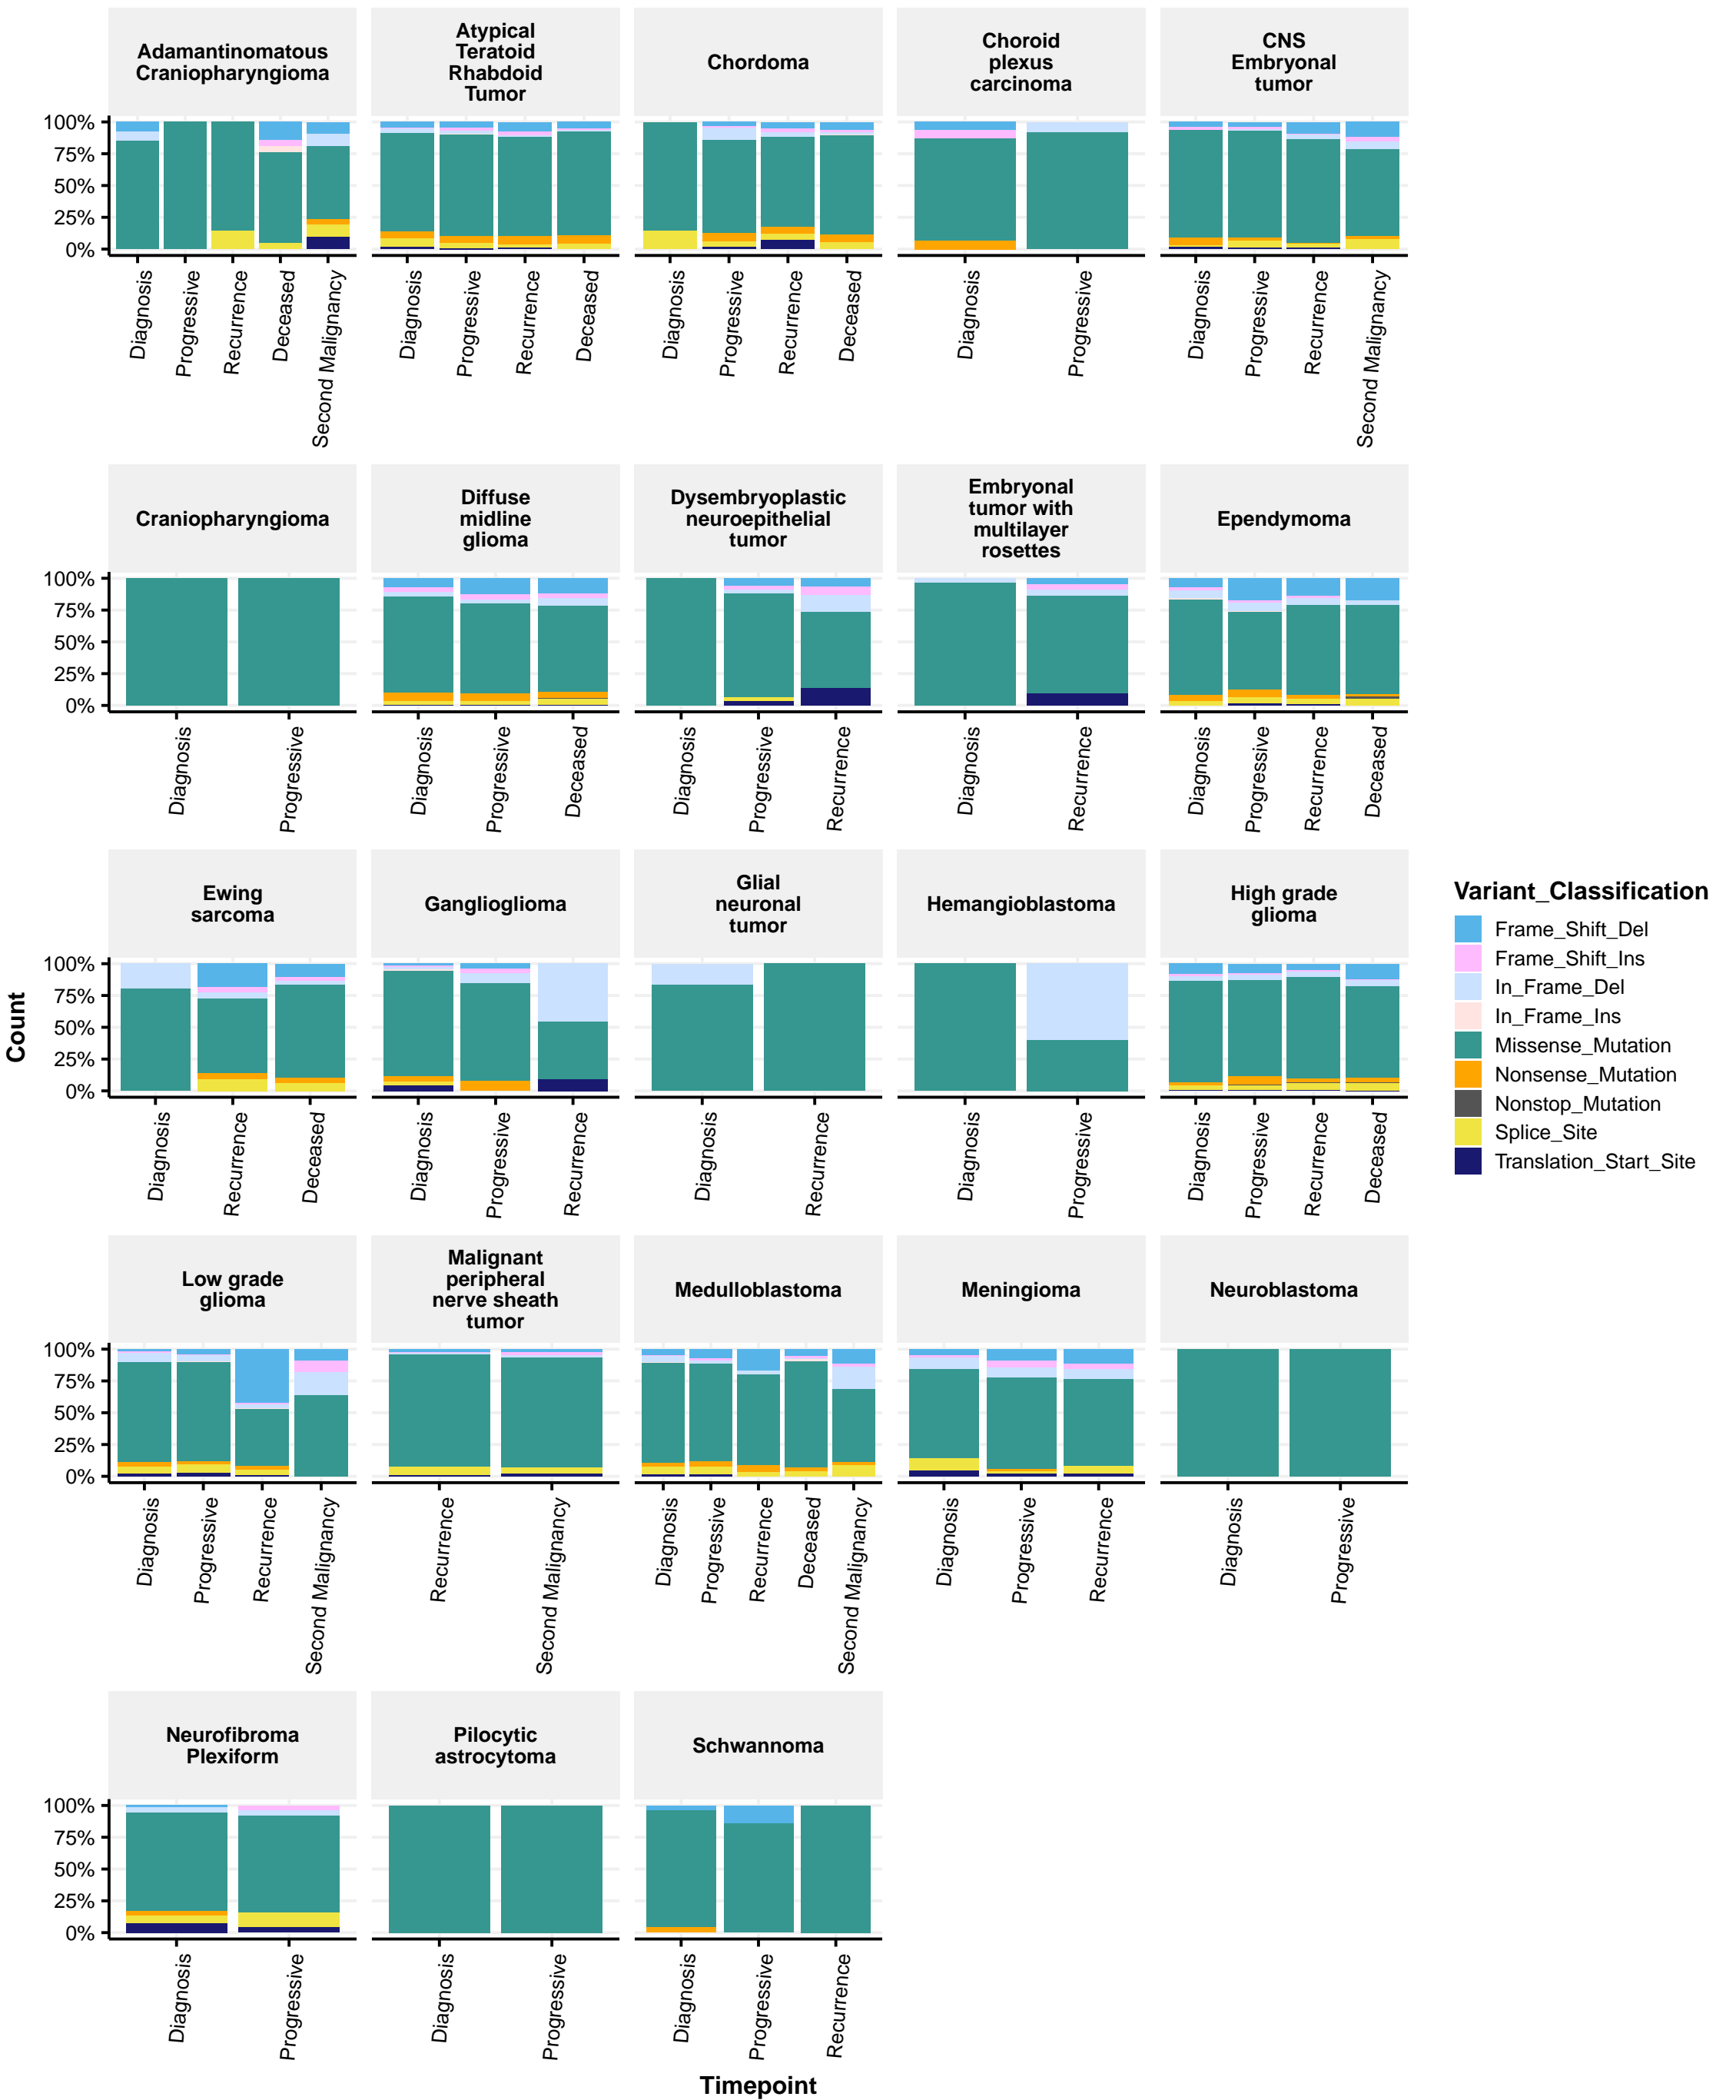 Adamantinomatous
Craniopharyngioma
Atypical
Teratoid
Rhabdoid
Tumor
Chordoma
Choroid
plexus
carcinoma
CNS
Embryonal
tumor
100%
75%
50%
25%
0%
Diagnosis
Progressive
Recurrence
Deceased
Second Malignancy
Diagnosis
Progressive
Recurrence
Deceased
Diagnosis
Progressive
Recurrence
Deceased
Diagnosis
Progressive
Diagnosis
Progressive
Recurrence
Second Malignancy
Craniopharyngioma
Diffuse
midline
glioma
Dysembryoplastic
neuroepithelial
tumor
Embryonal
tumor with
multilayer
rosettes
Ependymoma
100%
75%
50%
25%
0%
Diagnosis
Progressive
Diagnosis
Progressive
Deceased
Diagnosis
Progressive
Recurrence
Diagnosis
Recurrence
Diagnosis
Progressive
Recurrence
Deceased
Ewing
sarcoma
Ganglioglioma
Glial
neuronal
tumor
Hemangioblastoma
High grade
glioma
100%
75%
50%
25%
0%
Diagnosis
Recurrence
Deceased
Diagnosis
Progressive
Recurrence
Diagnosis
Recurrence
Diagnosis
Progressive
Diagnosis
Progressive
Recurrence
Deceased
Count
Variant_Classification
Frame_Shift_Del
Frame_Shift_Ins
In_Frame_Del
In_Frame_Ins
Missense_Mutation
Nonsense_Mutation
Nonstop_Mutation
Splice_Site
Translation_Start_Site
Low grade
glioma
Malignant
peripheral
nerve sheath
tumor
Medulloblastoma
Meningioma
Neuroblastoma
100%
75%
50%
25%
0%
Diagnosis
Progressive
Recurrence
Second Malignancy
Recurrence
Second Malignancy
Diagnosis
Progressive
Recurrence
Deceased
Second Malignancy
Diagnosis
Progressive
Recurrence
Diagnosis
Progressive
Neurofibroma
Plexiform
Pilocytic
astrocytoma
Schwannoma
100%
75%
50%
25%
0%
Diagnosis
Progressive
Diagnosis
Progressive
Diagnosis
Progressive
Recurrence
Timepoint